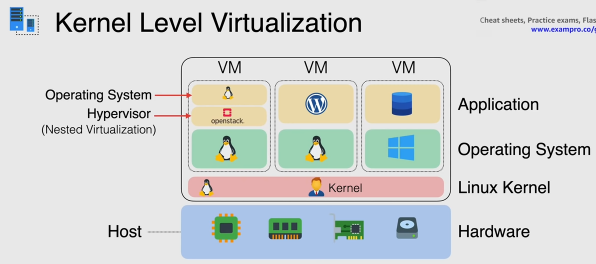 Kernel Level Virtualization
Cheat sheets, Practice exams, Flas
www.exampro.co/g
VM VM VM
Operating System
Hypervisor
(Nested Virtualization)
openstack.
Application
Operating System
Kernel
Linux Kernel
Host
Hardware